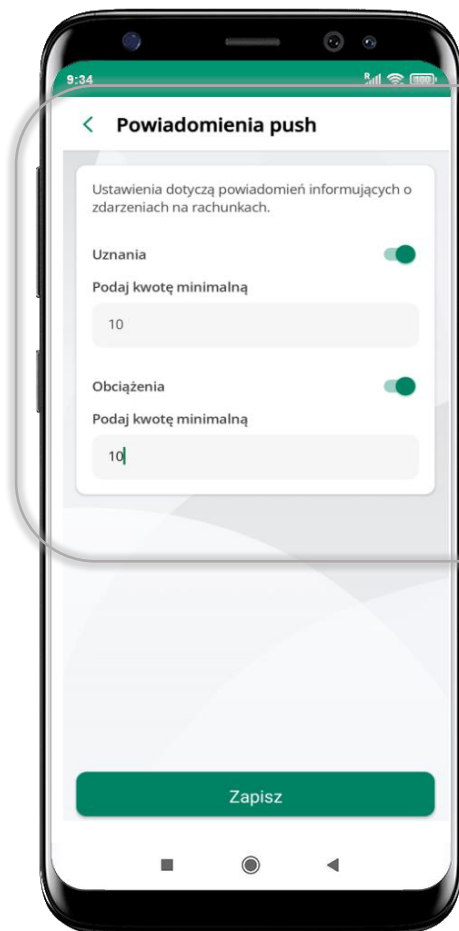 9:34
R
100
Powiadomienia push
Ustawienia dotyczą powiadomień informujących o
zdarzeniach na rachunkach.
Uznania
Podaj kwotę minimalną
10
Obciążenia
Podaj kwotę minimalną
10
Zapisz